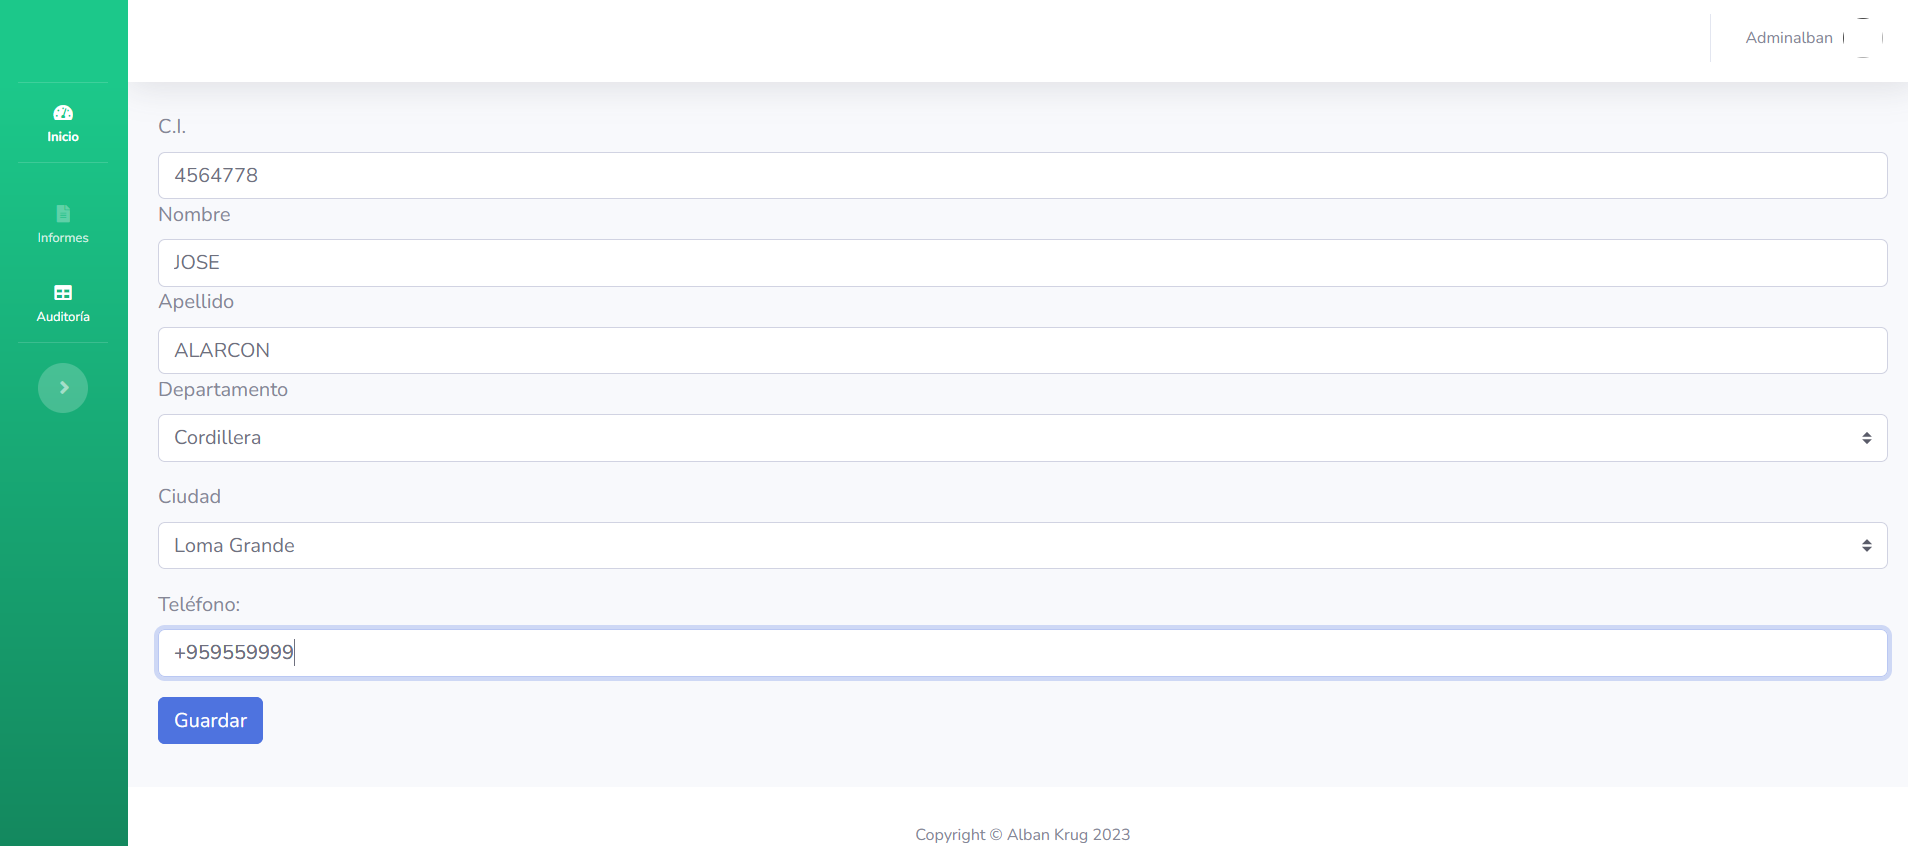 Adminalban
Inicio
Informes
Auditoría
C.I.
4564778
Nombre
JOSE
Apellido
ALARCON
Departamento
Cordillera
Ciudad
Loma Grande
Teléfono:
+959559999
Guardar
Copyright © Alban Krug 2023